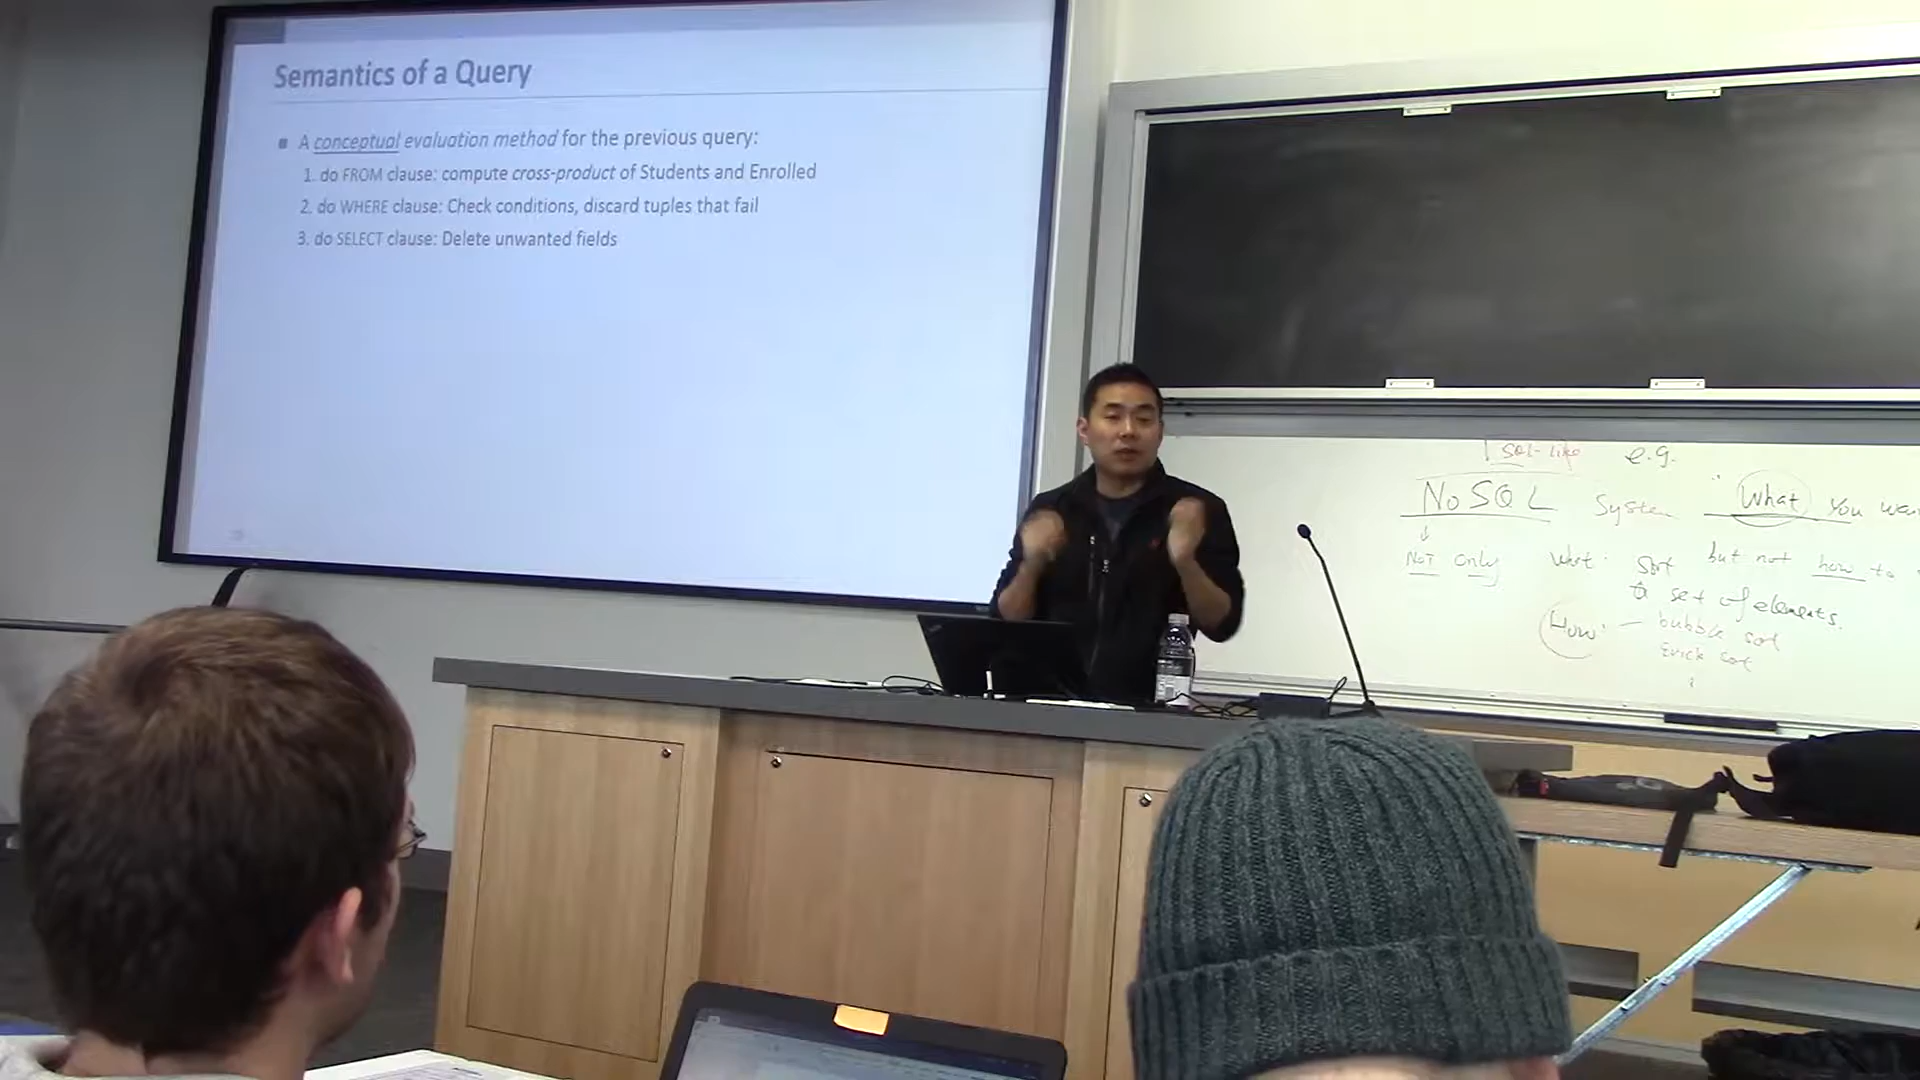 Semantics of a Query
■ A conceptual evaluation method for the previous query:
1. do FROM clause: compute cross-product of Students and Enrolled
2. do WHERE clause: Check conditions, discard tuples that fail
3. do SELECT clause: Delete unwanted fields
SQL-like e.g.
NoSQL System "What you wan
Not Only What: Sort but not how to
a set of elements.
How: - bubble sort
Quick sort